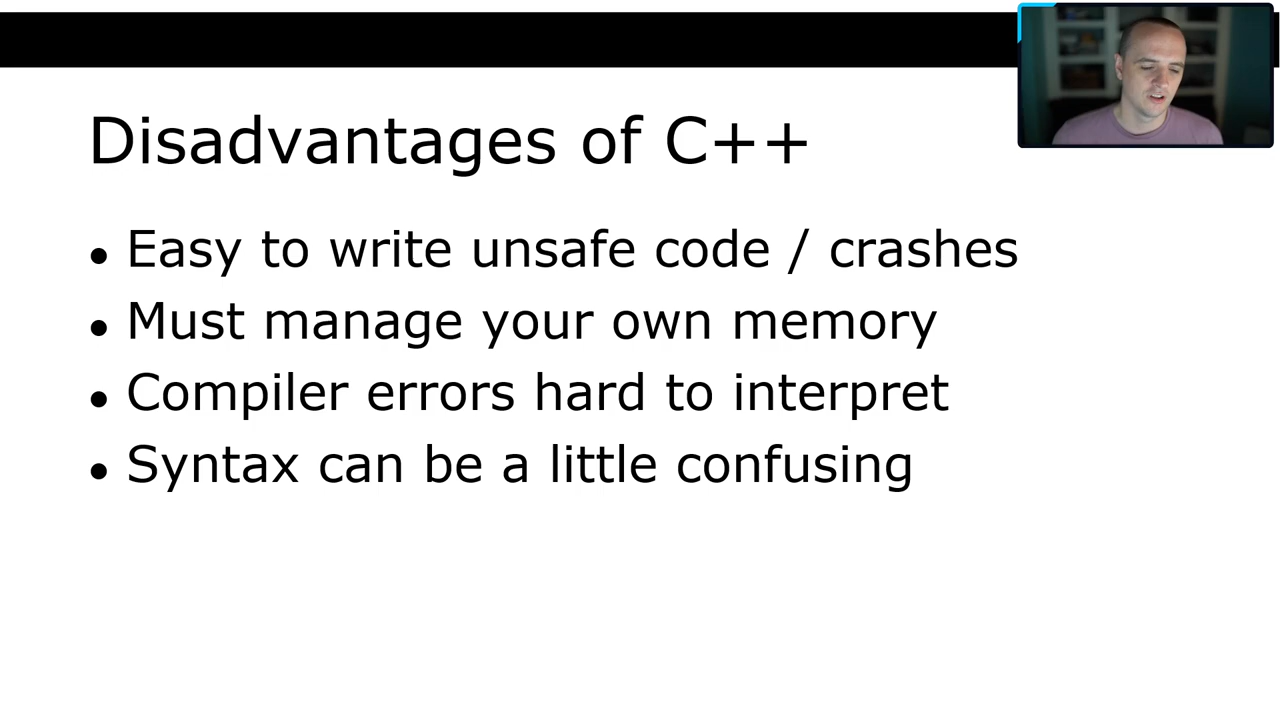 Disadvantages of C++
• Easy to write unsafe code / crashes
• Must manage your own memory
• Compiler errors hard to interpret
• Syntax can be a little confusing